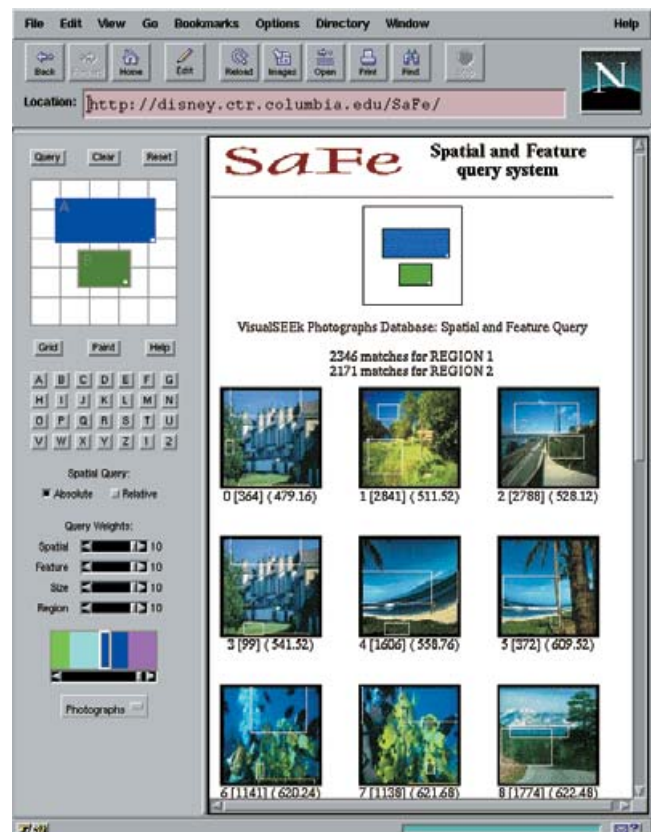 File Edit View Go Bookmarks Options Directory Window Help
Back Home Edit Reload Images Open Print Find
N
Location: http://disney.ctr.columbia.edu/SaFe/
Query Clear Reset
A
B
Grid Paint Help
A B C D E F G
H I J K L M N
O P Q R S T U
V W X Y Z 1 2
Spatial Query:
Absolute Relative
Query Weights:
Spatial 10
Feature 10
Size 10
Region 10
Photographs
SaFe
Spatial and Feature
query system
VisualSEEk Photographs Database: Spatial and Feature Query
2346 matches for REGION 1
2171 matches for REGION 2
0 [364] ( 479.16) 1 [2841] ( 511.52) 2 [2788] ( 528.12)
3 [99] ( 541.52) 4 [1606] ( 558.76) 5 [372] ( 609.52)
6 [1141] ( 620.24) 7 [1138] ( 621.68) 8 [1774] ( 622.48)